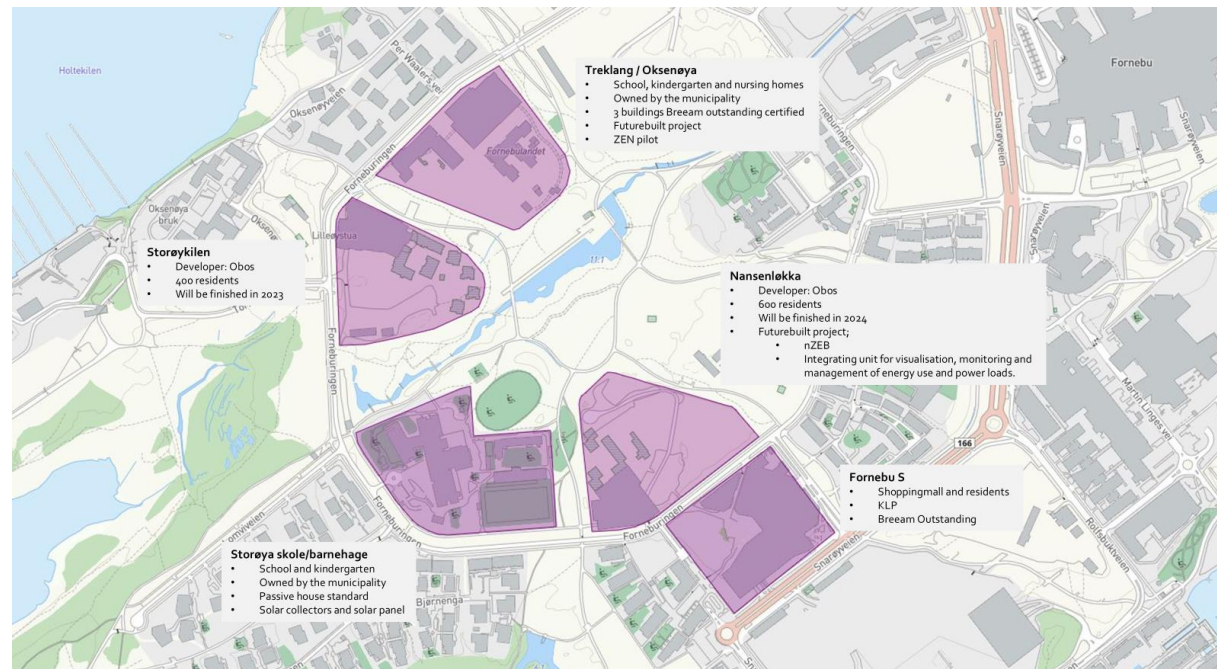 Holtekilen
Per Waalers vei
Oksenøyveien
Fornebu
Treklang / Oksenøya
• School, kindergarten and nursing homes
• Owned by the municipality
• 3 buildings Breeam outstanding certified
• Futurebuilt project
• ZEN pilot
Snarøyveien
Snarøyveien
Forneburingen
Fornebulandet
Oksenøya
bruk
Lilleøystua
Storøykilen
• Developer: Obos
• 400 residents
• Will be finished in 2023
Nansenløkka
• Developer: Obos
• 600 residents
• Will be finished in 2024
• Futurebuilt project;
• nZEB
• Integrating unit for visualisation, monitoring and
management of energy use and power loads.
Snarøyveien
Forneburingen
Martin Linges vei
166
Fornebu S
• Shoppingmall and residents
• KLP
• Breeam Outstanding
Forneburingen
Forneburingen
Snarøyveien
Rolfsbuktveien
Storøya skole/barnehage
• School and kindergarten
• Owned by the municipality
• Passive house standard
• Solar collectors and solar panel
Bjørnenga